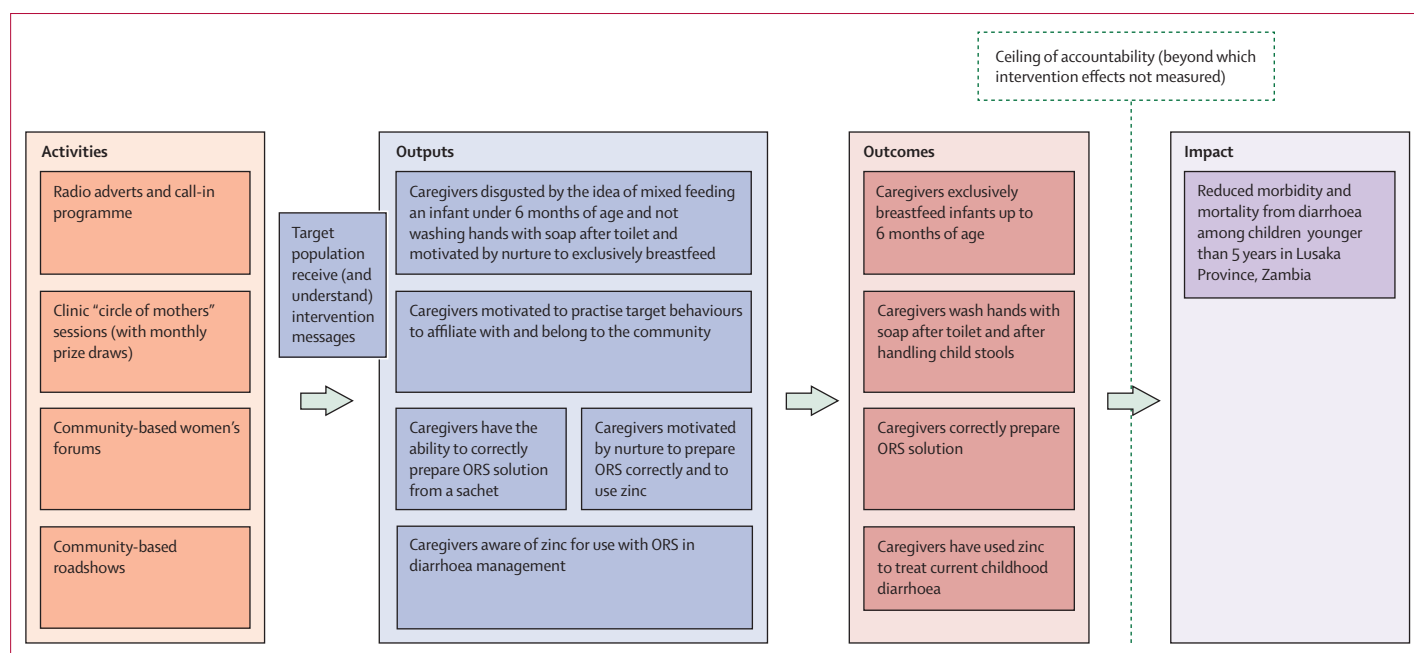 Ceiling of accountability (beyond which
intervention effects not measured)
Activities
Radio adverts and call-in
programme
Clinic “circle of mothers”
sessions (with monthly
prize draws)
Community-based women’s
forums
Community-based
roadshows
Target
population
receive (and
understand)
intervention
messages
Outputs
Caregivers disgusted by the idea of mixed feeding
an infant under 6 months of age and not
washing hands with soap after toilet and
motivated by nurture to exclusively breastfeed
Caregivers motivated to practise target behaviours
to affiliate with and belong to the community
Caregivers have the
ability to correctly
prepare ORS solution
from a sachet
Caregivers motivated
by nurture to prepare
ORS correctly and to
use zinc
Caregivers aware of zinc for use with ORS in
diarrhoea management
Outcomes
Caregivers exclusively
breastfeed infants up to
6 months of age
Caregivers wash hands with
soap after toilet and after
handling child stools
Caregivers correctly prepare
ORS solution
Caregivers have used zinc
to treat current childhood
diarrhoea
Impact
Reduced morbidity and
mortality from diarrhoea
among children younger
than 5 years in Lusaka
Province, Zambia